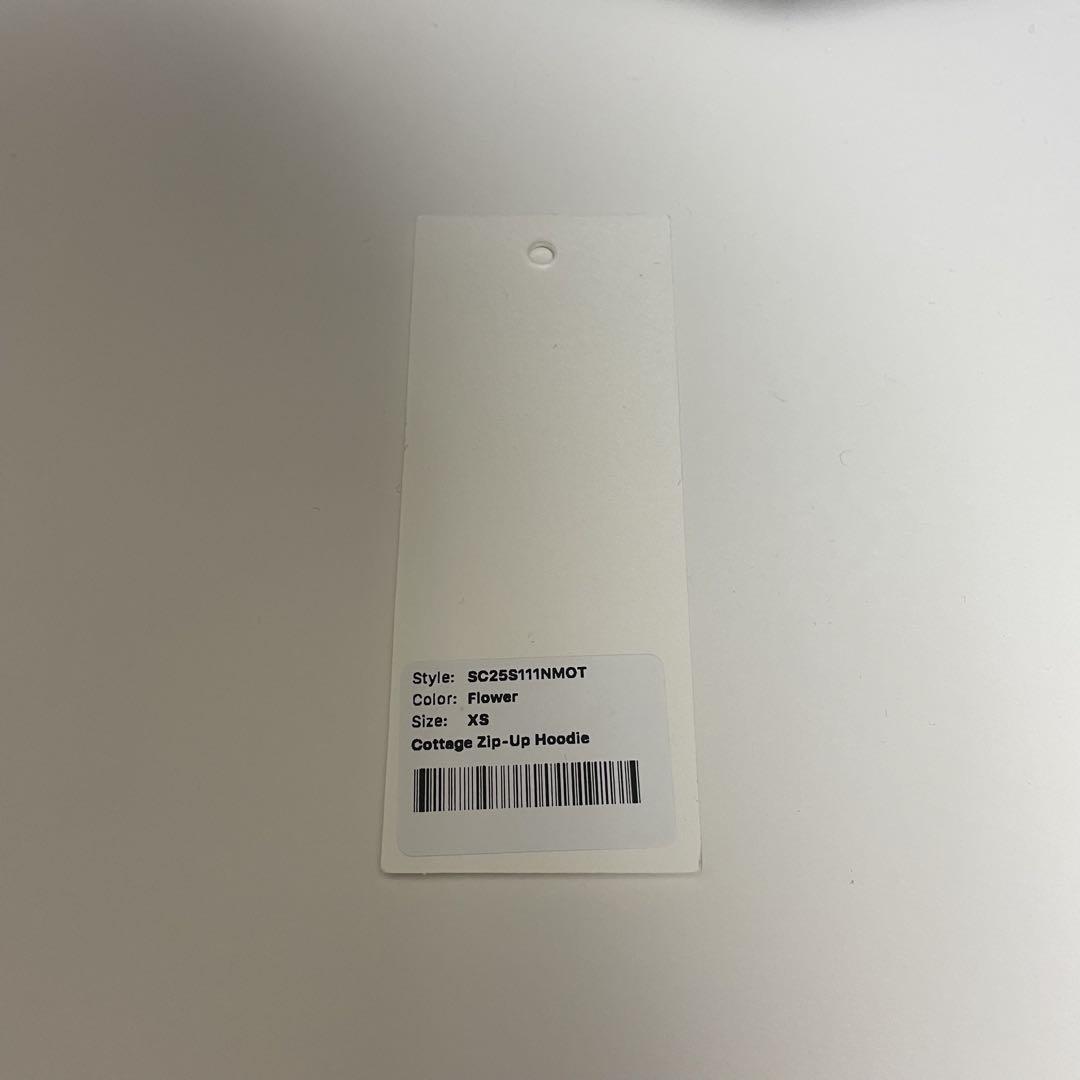 Style: SC25S111NMOT
Color: Flower
Size: XS
Cottage Zip-Up Hoodie